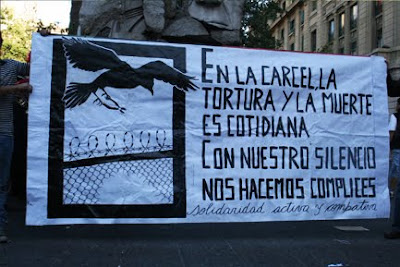 EN LA CARCEL, LA
TORTURA Y LA MUERTE
ES COTIDIANA
CON NUESTRO SILENCIO
NOS HACEMOS COMPLICES
solidaridad activa y combativa